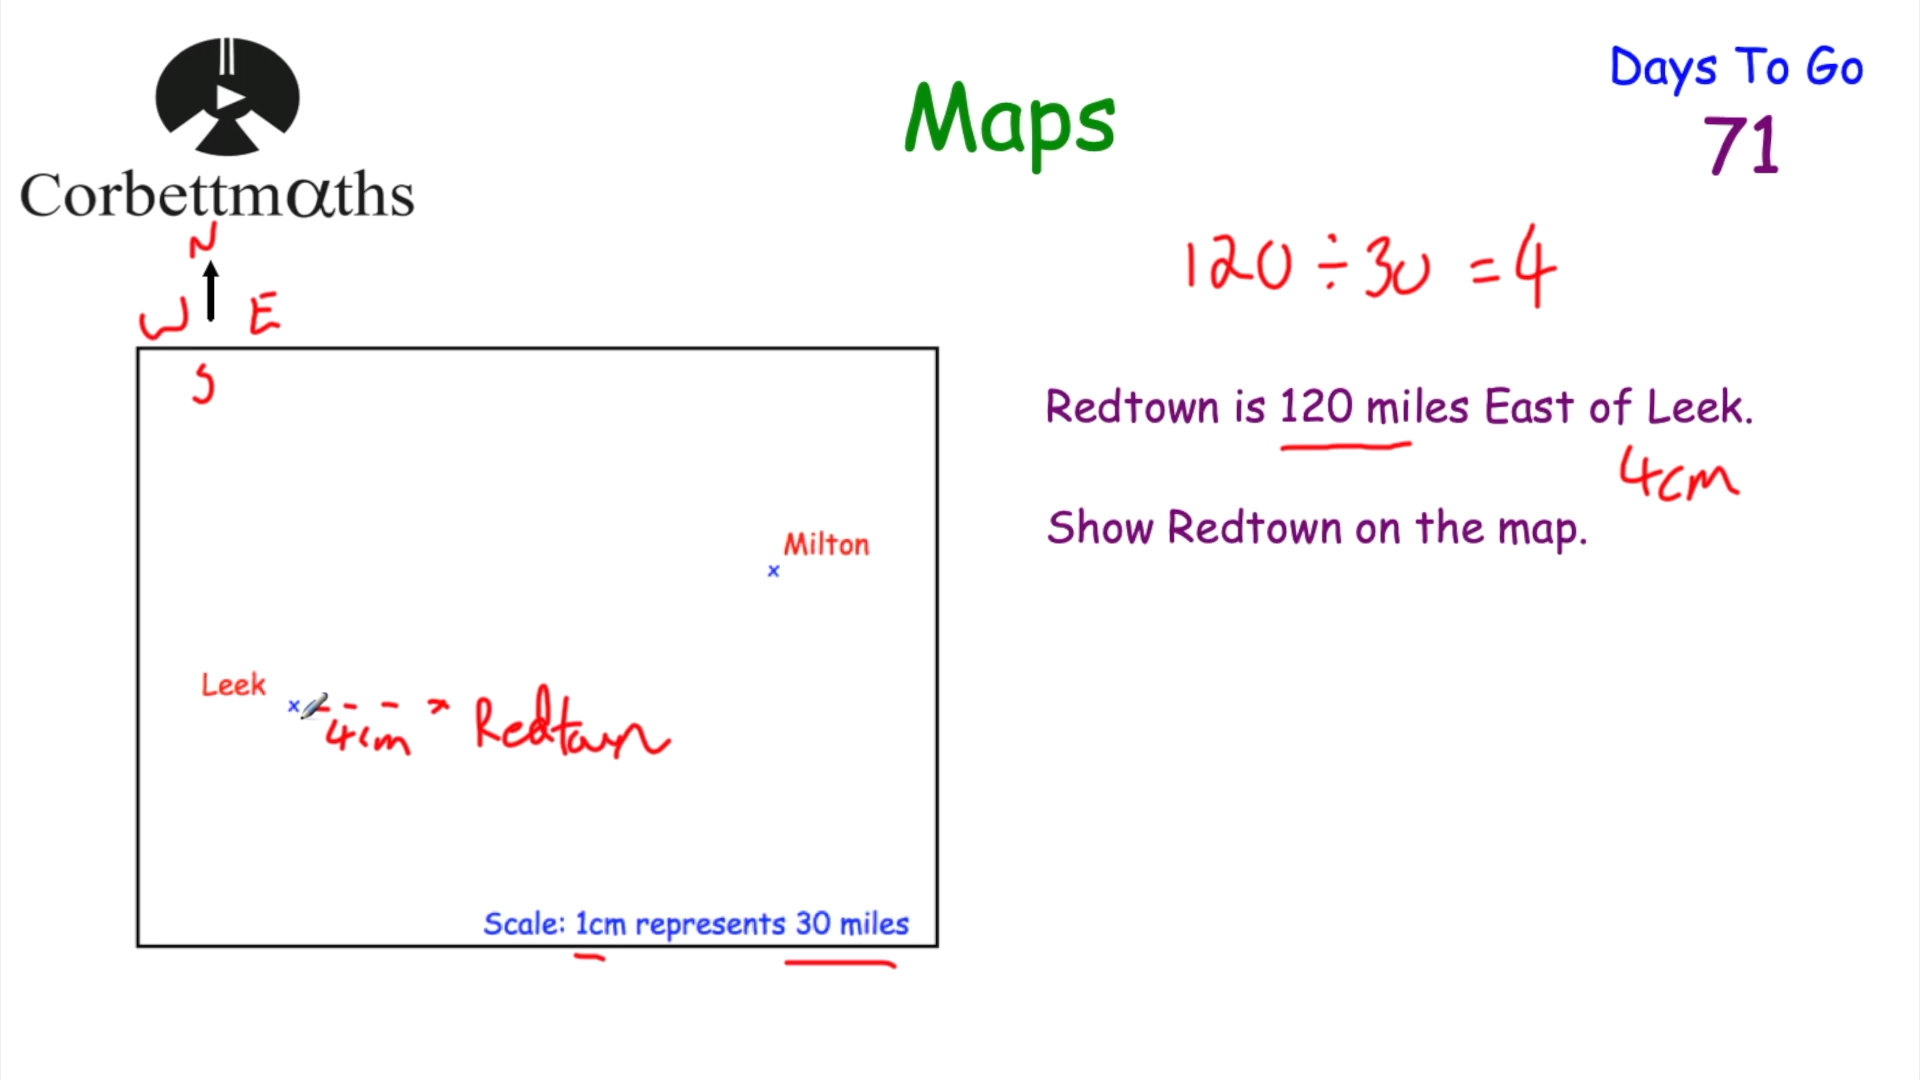 Corbettmαths
Maps
Days To Go
71
N
W E
S
120 ÷ 30 = 4
Redtown is 120 miles East of Leek.
4cm
Show Redtown on the map.
Milton
x
Leek
x x Redtown
4cm
Scale: 1cm represents 30 miles